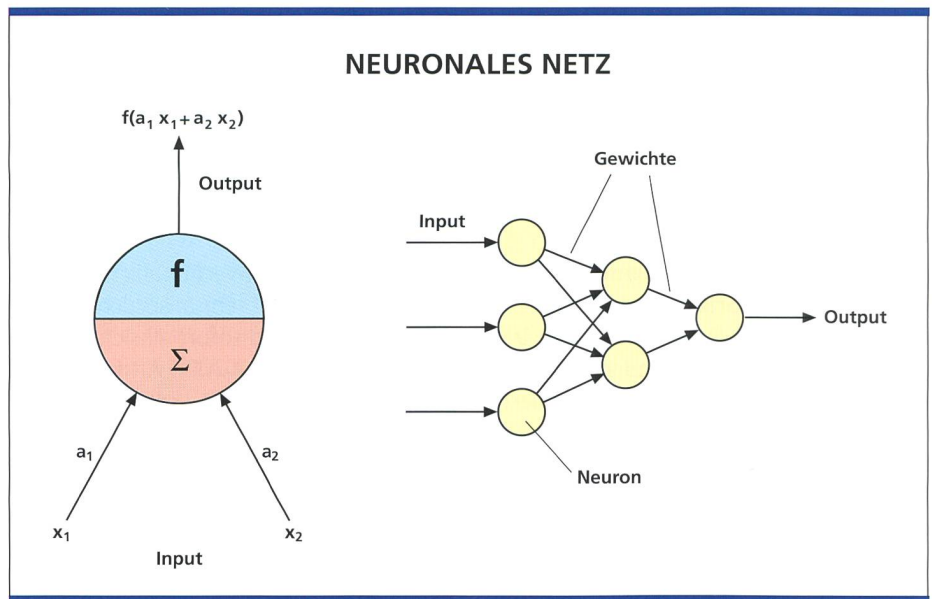 NEURONALES NETZ
f(a₁ x₁+ a₂ x₂)
Output
f
Σ
a₁
a₂
x₁
x₂
Input
Gewichte
Input
Output
Neuron